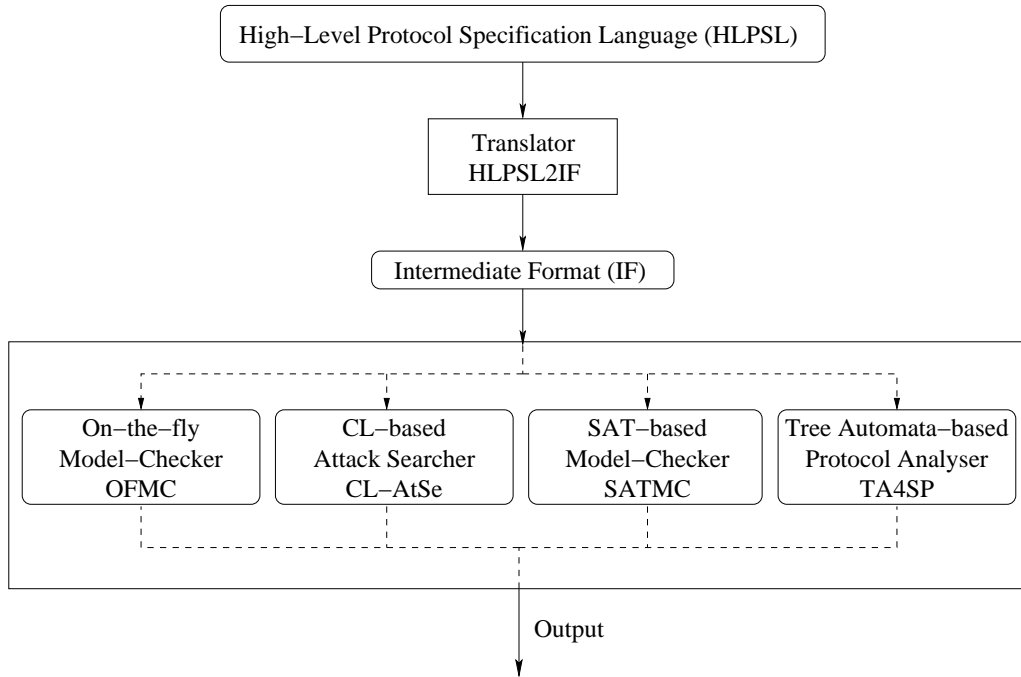 High−Level Protocol Specification Language (HLPSL)
Translator
HLPSL2IF
Intermediate Format (IF)
On−the−fly
Model−Checker
OFMC
CL−based
Attack Searcher
CL−AtSe
SAT−based
Model−Checker
SATMC
Tree Automata−based
Protocol Analyser
TA4SP
Output